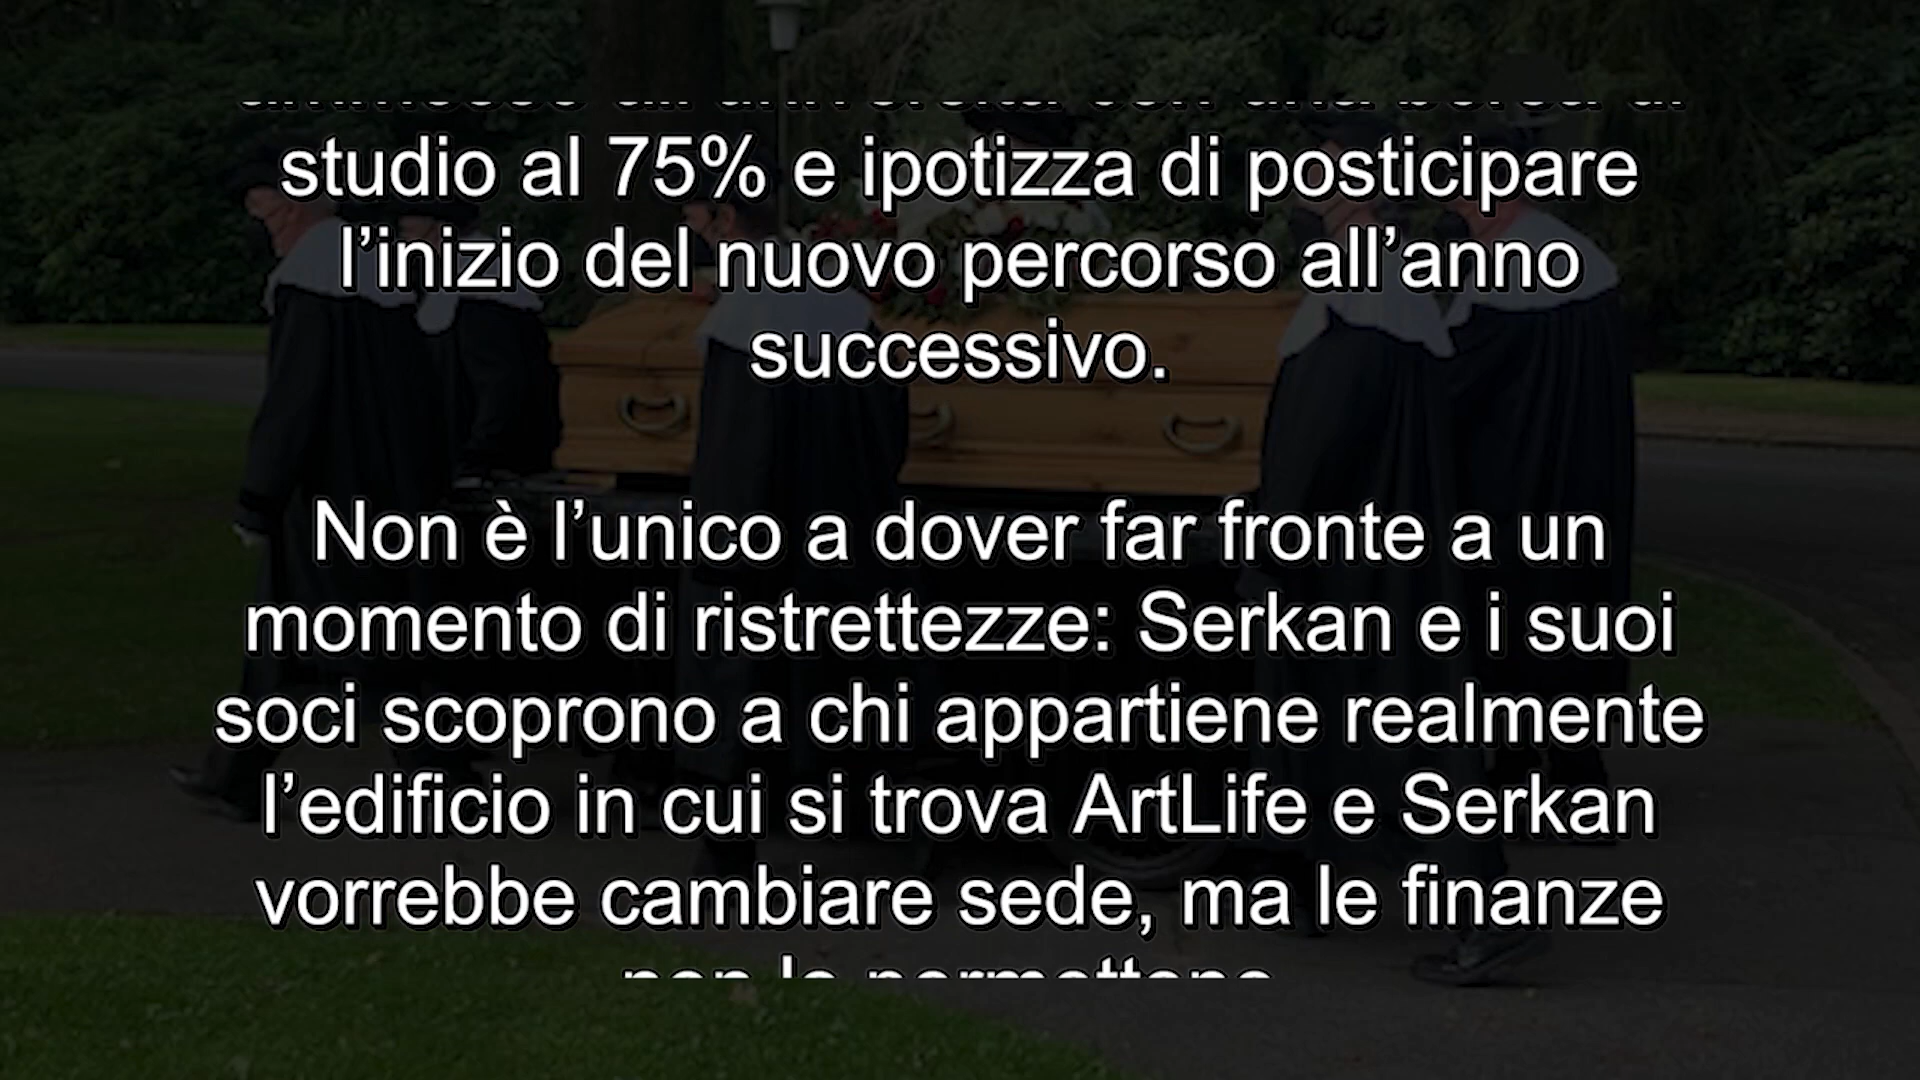 studio al 75% e ipotizza di posticipare
l’inizio del nuovo percorso all’anno
successivo.
Non è l’unico a dover far fronte a un
momento di ristrettezze: Serkan e i suoi
soci scoprono a chi appartiene realmente
l’edificio in cui si trova ArtLife e Serkan
vorrebbe cambiare sede, ma le finanze